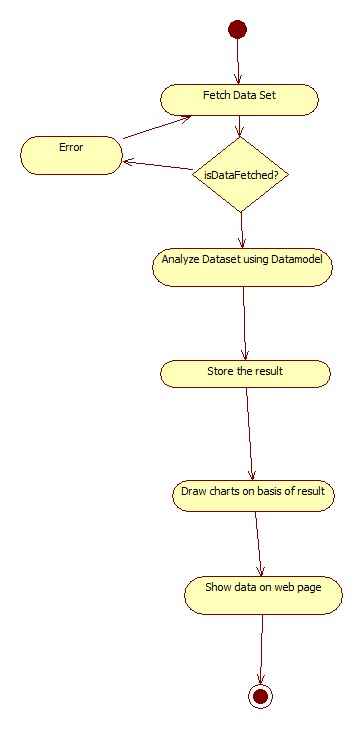 Fetch Data Set
Error
isDataFetched?
Analyze Dataset using Datamodel
Store the result
Draw charts on basis of result
Show data on web page